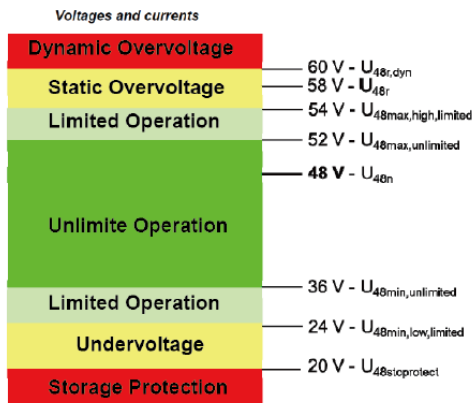 Voltages and currents
Dynamic Overvoltage
60 V - U48r,dyn
Static Overvoltage
58 V - U48r
54 V - U48max,high,limited
Limited Operation
52 V - U48max,unlimited
48 V - U48n
Unlimite Operation
36 V - U48min,unlimited
Limited Operation
24 V - U48min,low,limited
Undervoltage
20 V - U48stoprotect
Storage Protection